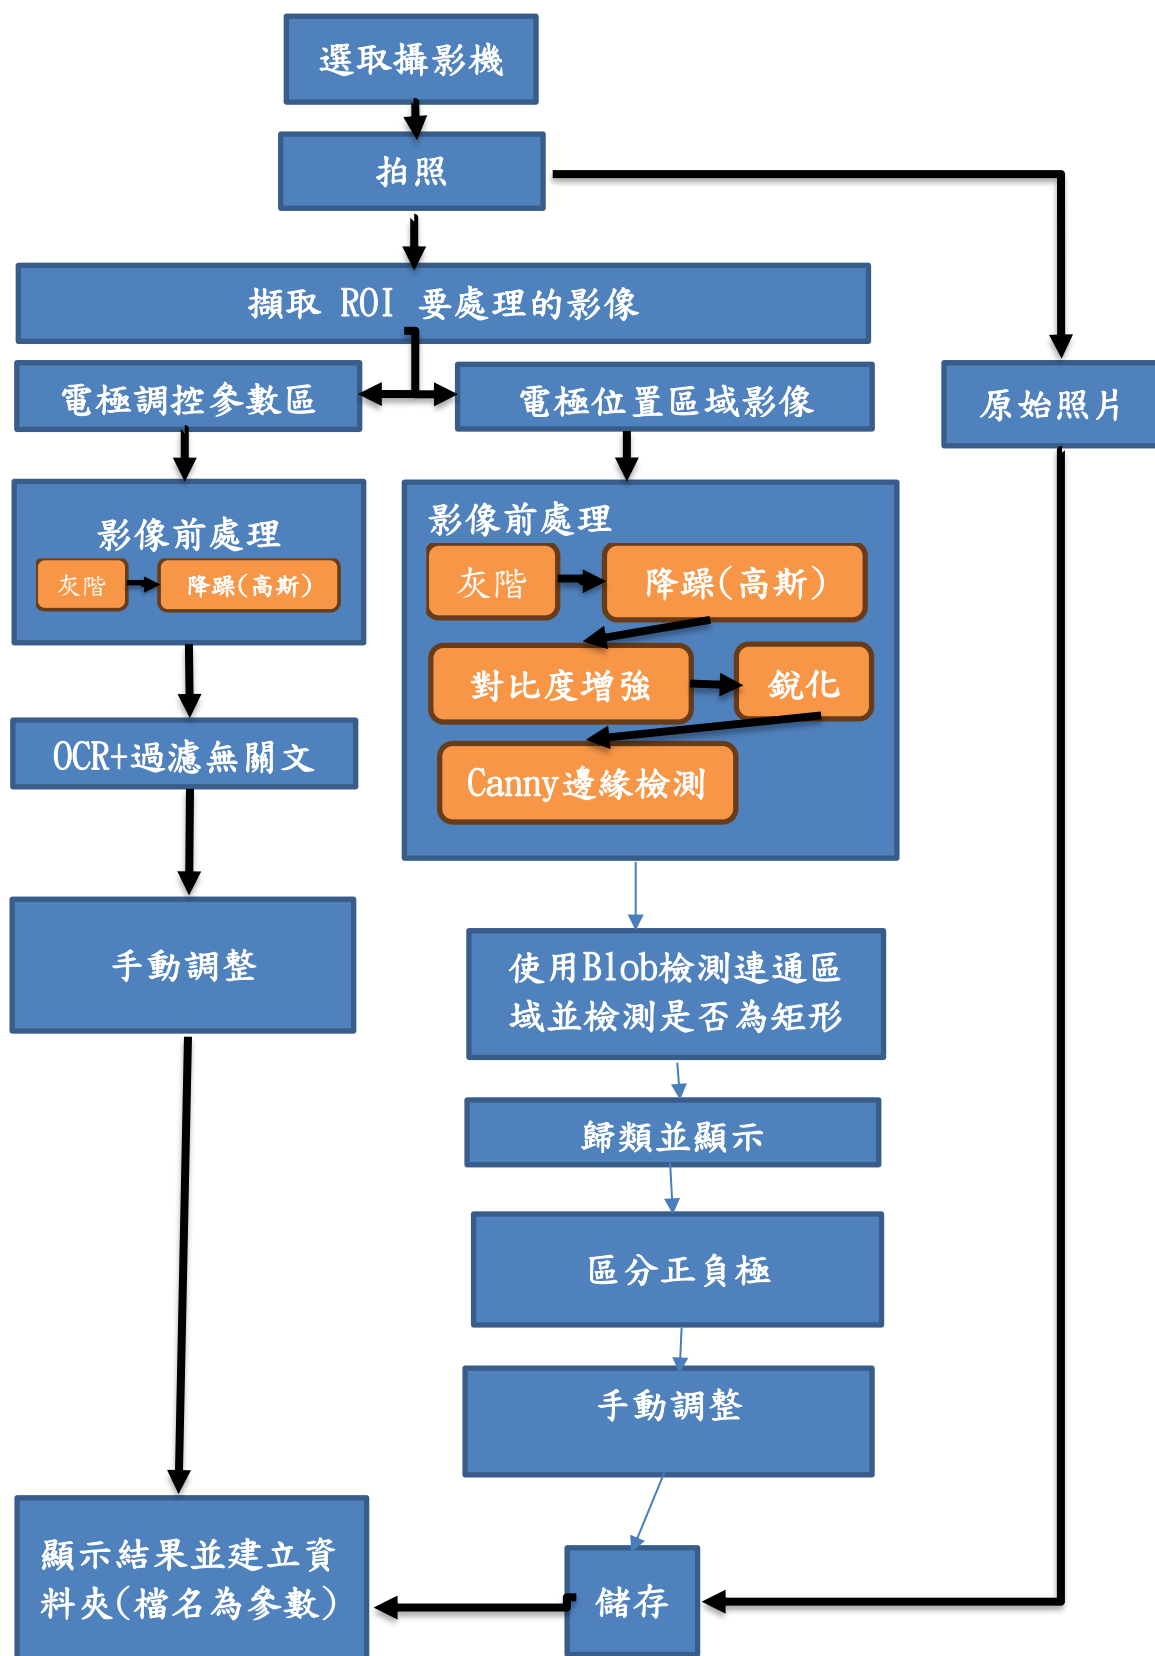 選取攝影機
拍照
擷取 ROI 要處理的影像
電極調控參數區
電極位置區域影像
原始照片
影像前處理
灰階
降躁(高斯)
影像前處理
灰階
降躁(高斯)
對比度增強
銳化
Canny邊緣檢測
OCR+過濾無關文
手動調整
使用Blob檢測連通區
域並檢測是否為矩形
歸類並顯示
區分正負極
手動調整
顯示結果並建立資
料夾(檔名為參數)
儲存